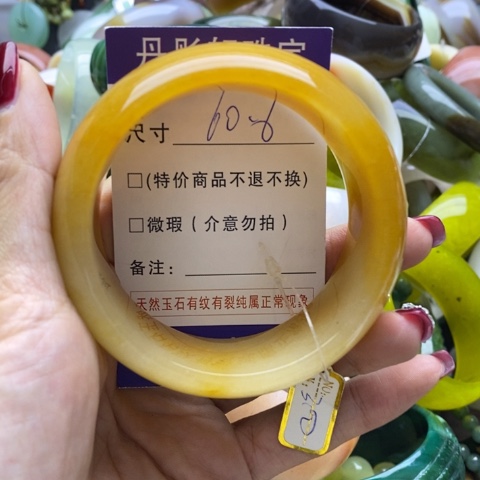 尺寸 60.6
□(特价商品不退不换)
□微瑕(介意勿拍)
备注:
天然玉石有纹有裂纯属正常现象